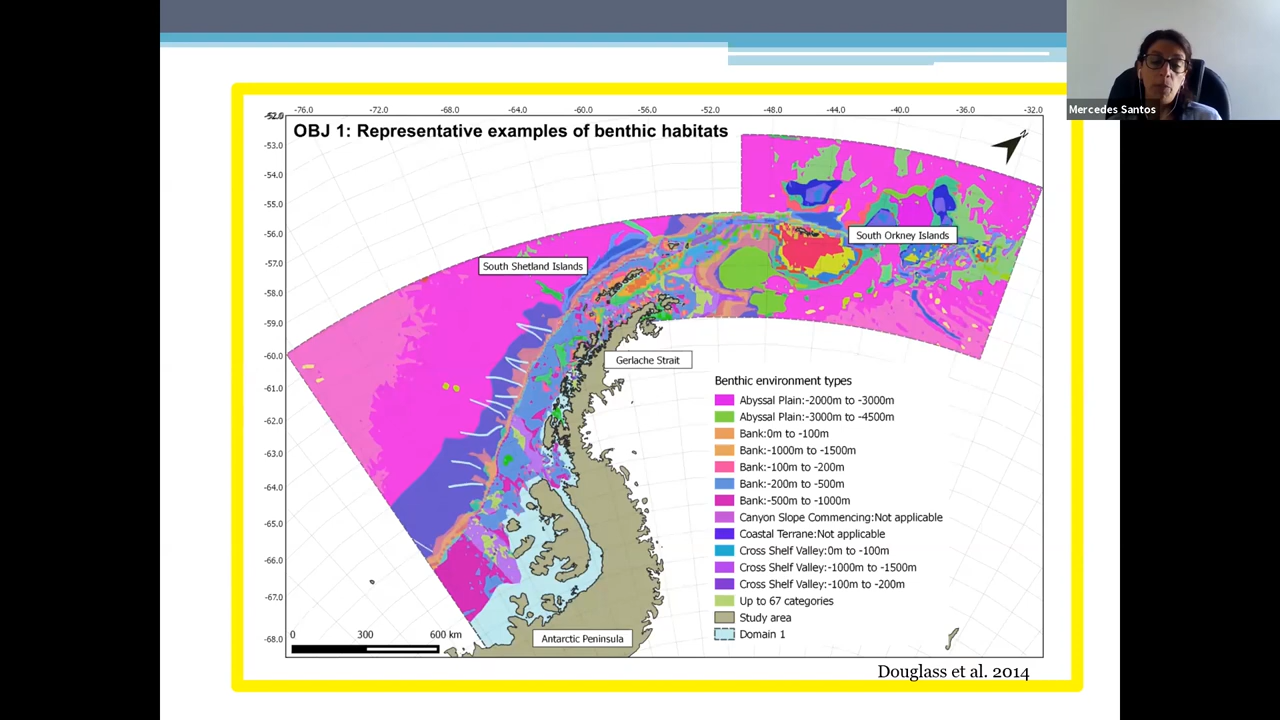 Mercedes Santos
-76.0 -72.0 -68.0 -64.0 -60.0 -56.0 -52.0 -48.0 -44.0 -40.0 -36.0 -32.0
-52.0
-53.0
-54.0
-55.0
-56.0
-57.0
-58.0
-59.0
-60.0
-61.0
-62.0
-63.0
-64.0
-65.0
-66.0
-67.0
-68.0
OBJ 1: Representative examples of benthic habitats
South Orkney Islands
South Shetland Islands
Gerlache Strait
Antarctic Peninsula
Benthic environment types
Abyssal Plain:-2000m to -3000m
Abyssal Plain:-3000m to -4500m
Bank:0m to -100m
Bank:-1000m to -1500m
Bank:-100m to -200m
Bank:-200m to -500m
Bank:-500m to -1000m
Canyon Slope Commencing:Not applicable
Coastal Terrane:Not applicable
Cross Shelf Valley:0m to -100m
Cross Shelf Valley:-1000m to -1500m
Cross Shelf Valley:-100m to -200m
Up to 67 categories
Study area
Domain 1
0 300 600 km
Douglass et al. 2014